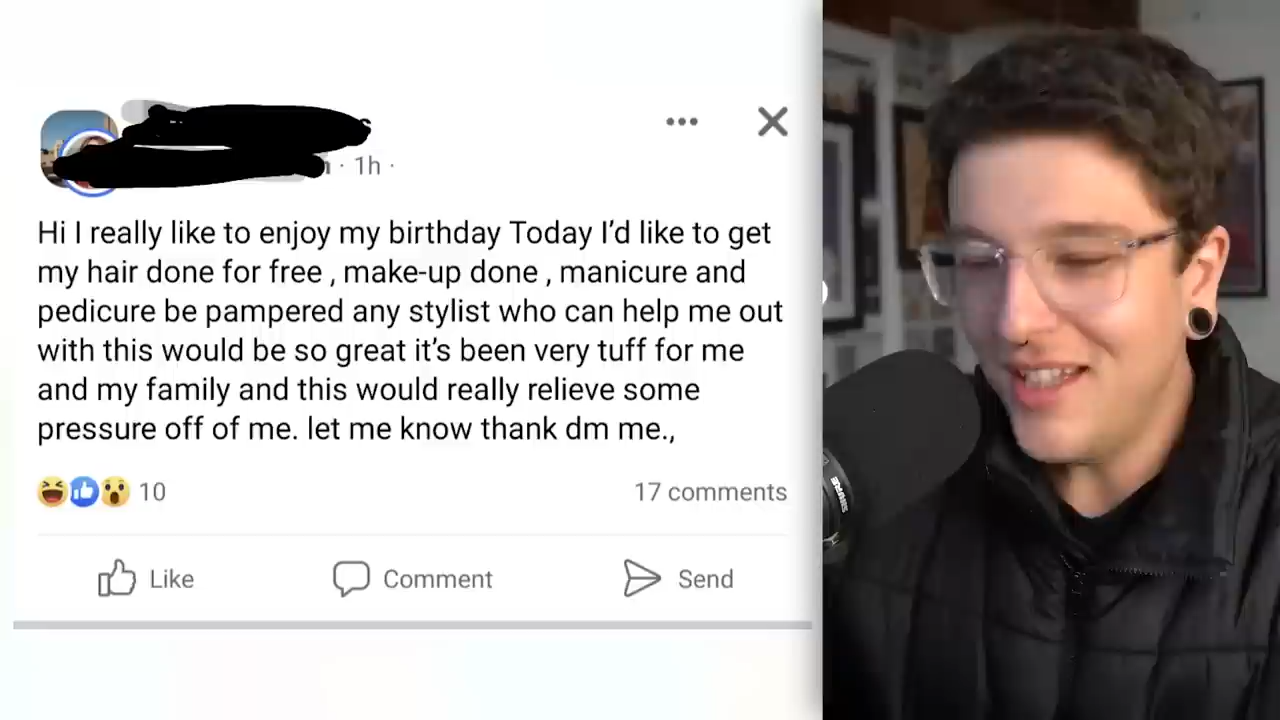 · 1h ·
Hi I really like to enjoy my birthday Today I’d like to get
my hair done for free , make-up done , manicure and
pedicure be pampered any stylist who can help me out
with this would be so great it’s been very tuff for me
and my family and this would really relieve some
pressure off of me. let me know thank dm me.,
10
17 comments
Like
Comment
Send
SHURE